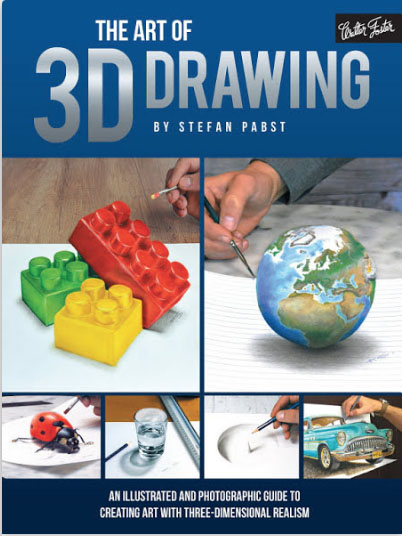 THE ART OF
Walter Foster
3D DRAWING
BY STEFAN PABST
AN ILLUSTRATED AND PHOTOGRAPHIC GUIDE TO
CREATING ART WITH THREE-DIMENSIONAL REALISM